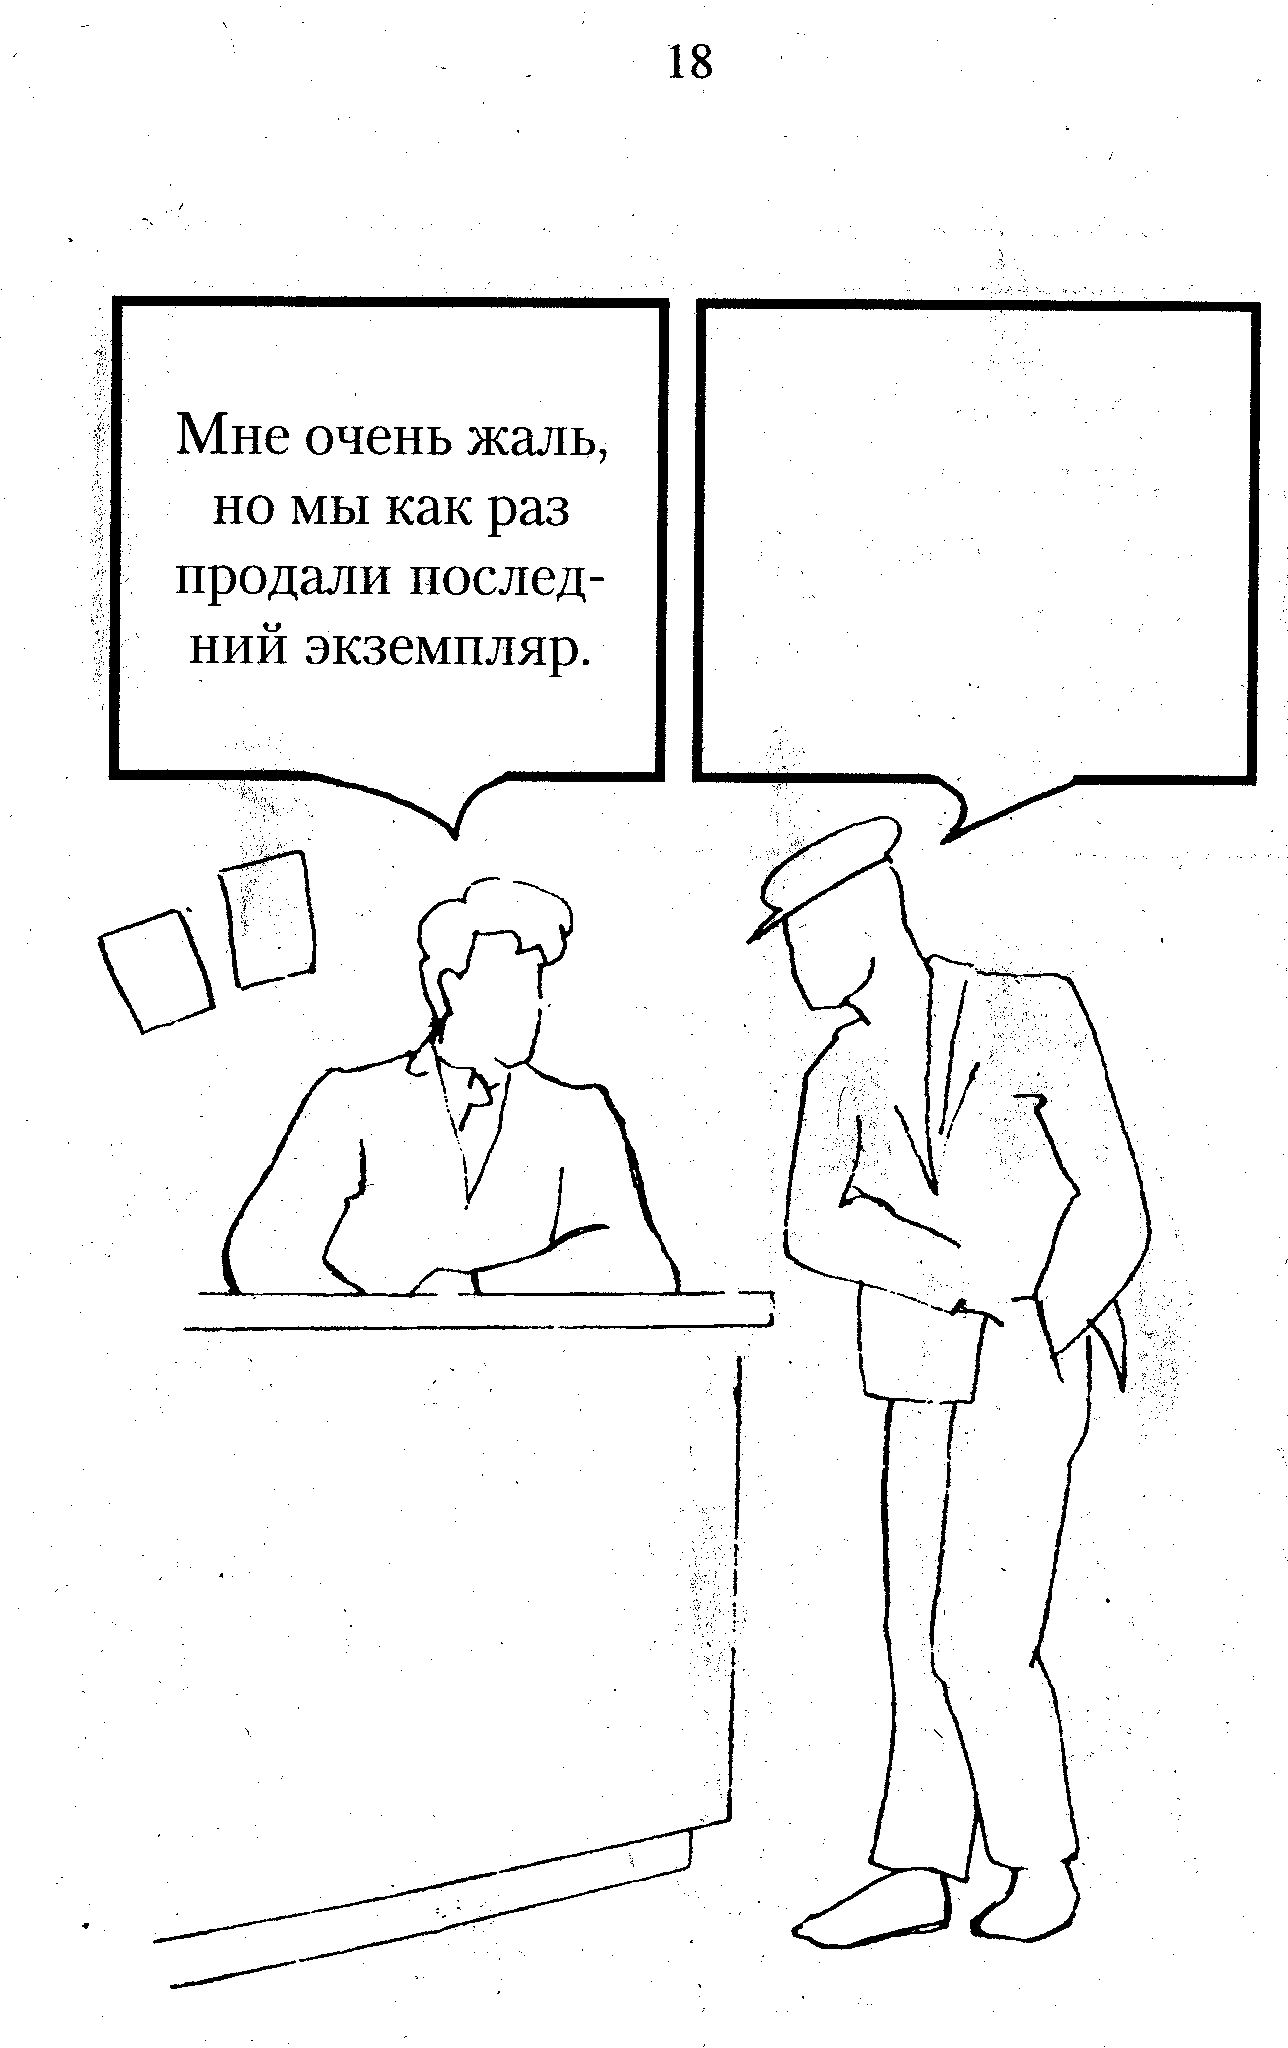 18
Мне очень жаль,
но мы как раз
продали послед-
ний экземпляр.